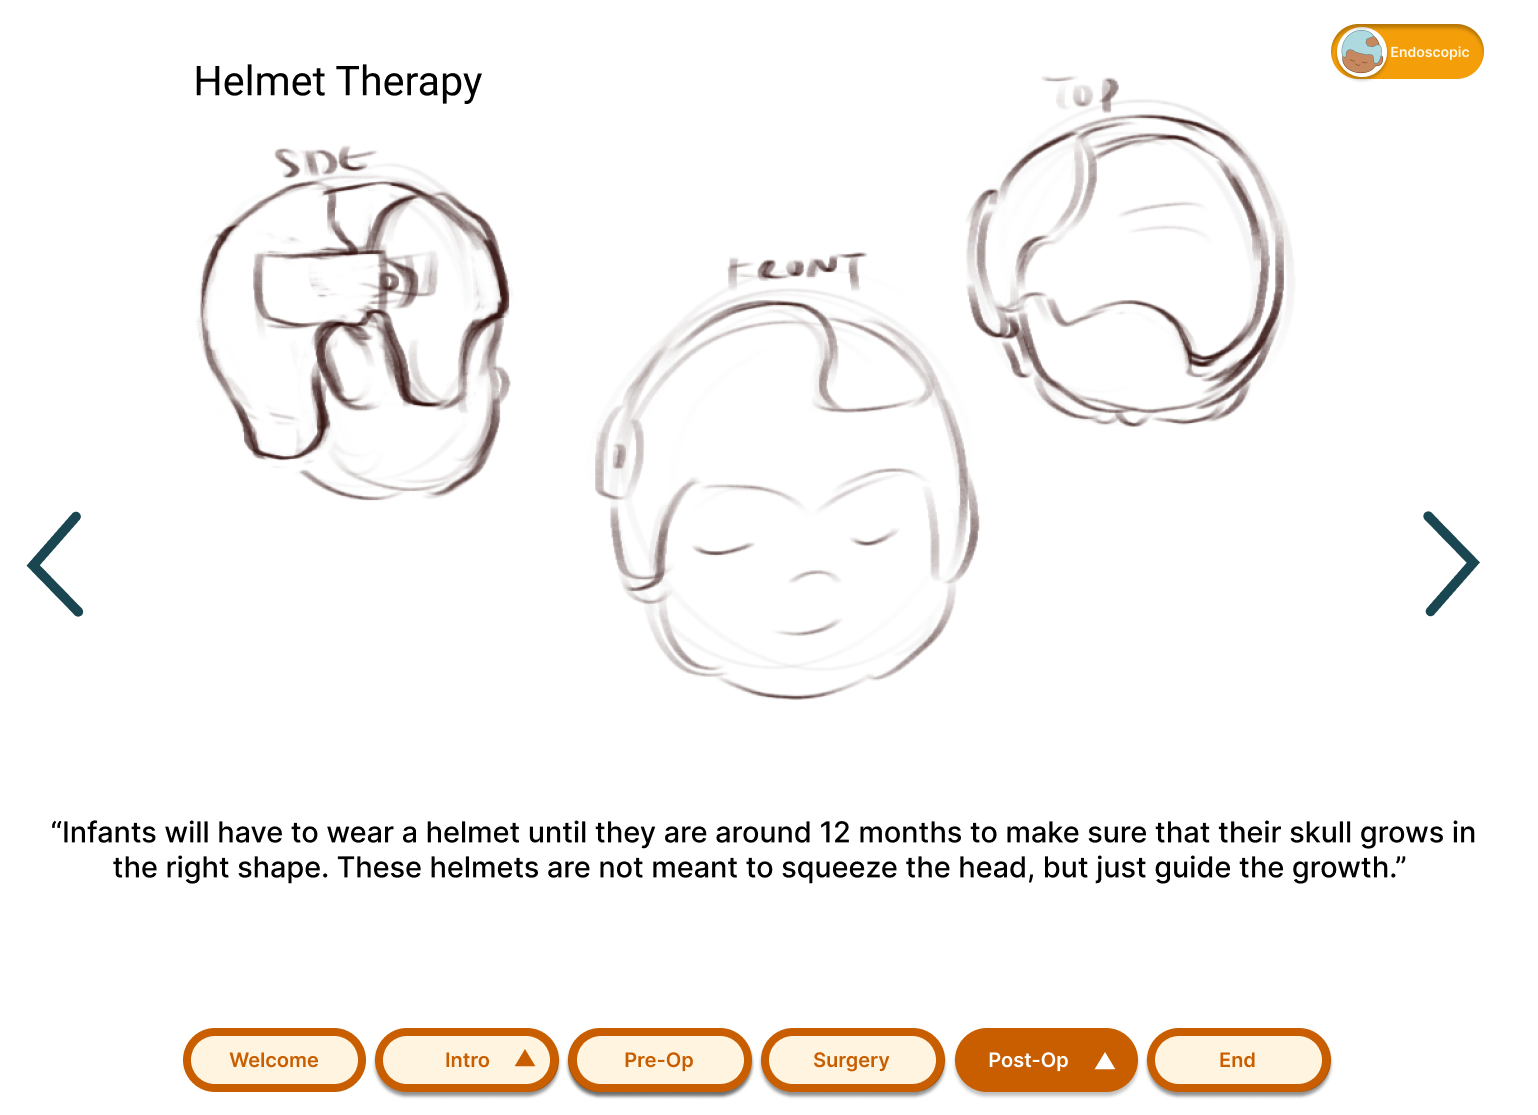 Endoscopic
Helmet Therapy
TOP
SIDE
FRONT
“Infants will have to wear a helmet until they are around 12 months to make sure that their skull grows in
the right shape. These helmets are not meant to squeeze the head, but just guide the growth.”
Welcome
Intro
Pre-Op
Surgery
Post-Op
End